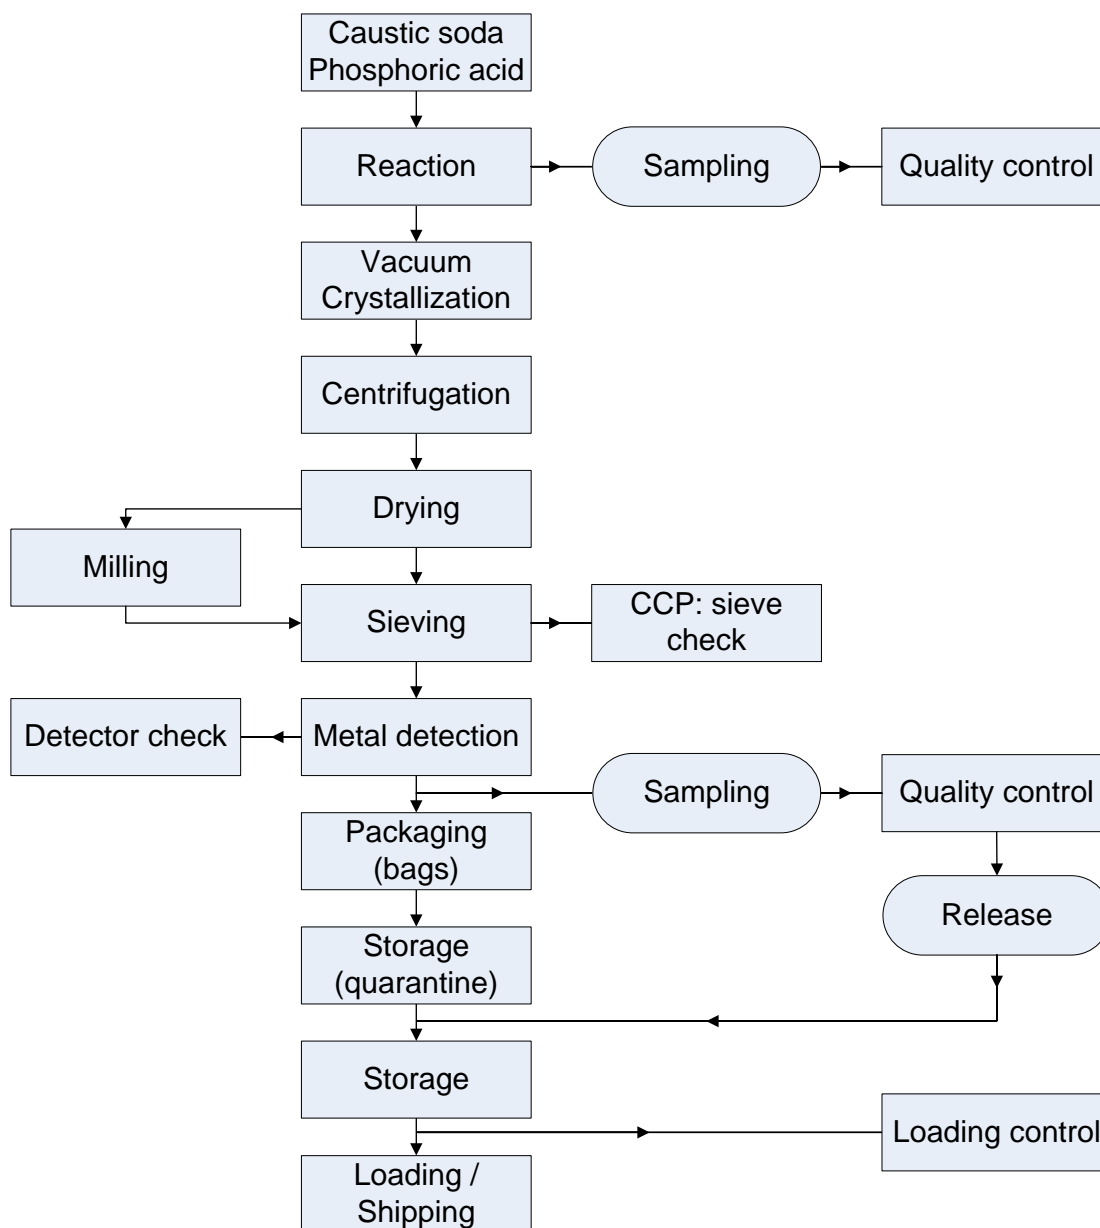 Caustic soda
Phosphoric acid
Reaction
Sampling
Quality control
Vacuum
Crystallization
Centrifugation
Drying
Milling
Sieving
CCP: sieve
check
Detector check
Metal detection
Sampling
Quality control
Packaging
(bags)
Release
Storage
(quarantine)
Storage
Loading control
Loading /
Shipping